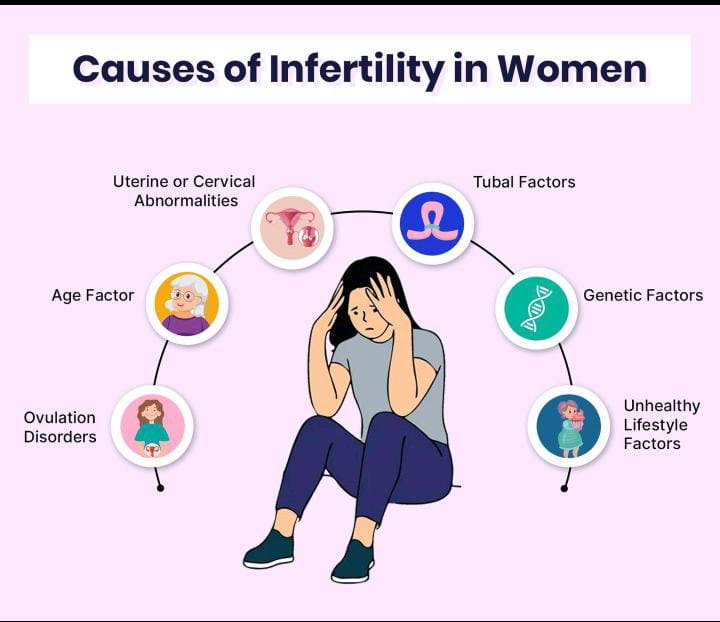 Causes of Infertility in Women
Uterine or Cervical
Abnormalities
Tubal Factors
Age Factor
Genetic Factors
Ovulation
Disorders
Unhealthy
Lifestyle
Factors